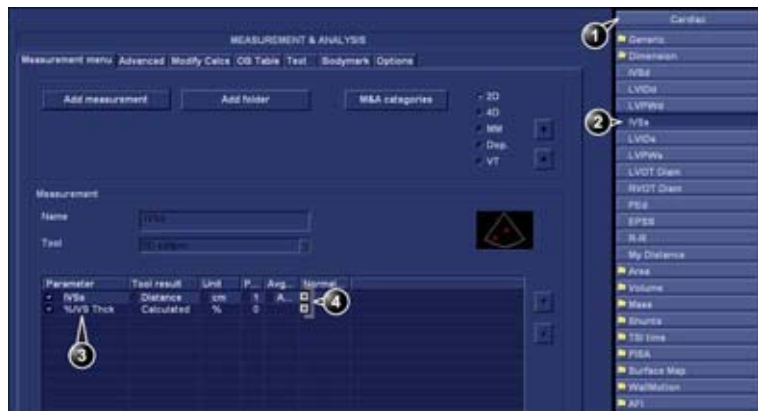 Cardiac
1
MEASUREMENT & ANALYSIS
Generic
Measurement menu Advanced Modify Calcs OB Table Text Bodymark Options
Dimension
IVSd
LVIDd
Add measurement Add folder M&A categories 2D
LVPWd
4D
2
IVSs
MM
LVIDs
Dop.
LVPWs
VT
LVOT Diam
RVOT Diam
Measurement
PEd
Name IVSs
EPSS
R-R
Tool
My Distance
Area
Parameter Tool result Unit P... Avg... Normal
Volume
IVSs Distance cm 1 A...
4
Mass
%IVS Thck Calculated % 0
Shunts
TSI time
3
PISA
Surface Map
WallMotion
AFI